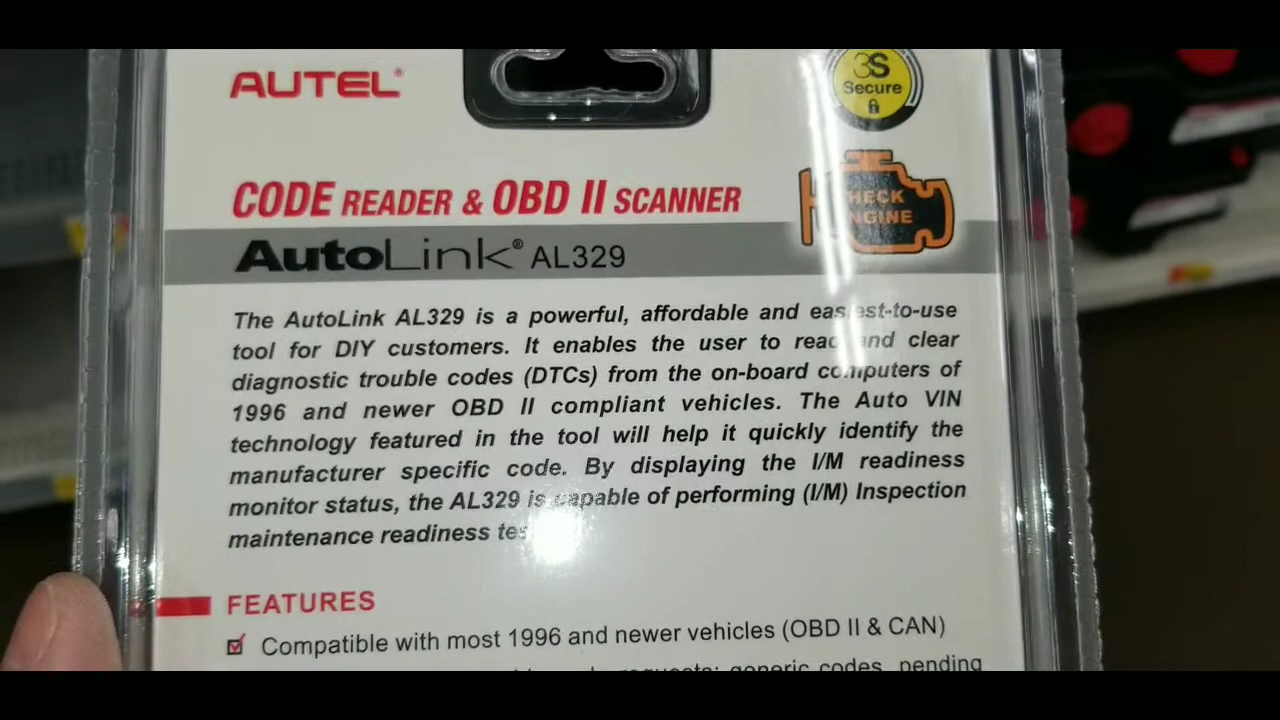 AUTEL®
3S
Secure
CODE READER & OBD II SCANNER
CHECK
ENGINE
AutoLink® AL329
The AutoLink AL329 is a powerful, affordable and easiest-to-use
tool for DIY customers. It enables the user to read and clear
diagnostic trouble codes (DTCs) from the on-board computers of
1996 and newer OBD II compliant vehicles. The Auto VIN
technology featured in the tool will help it quickly identify the
manufacturer specific code. By displaying the I/M readiness
monitor status, the AL329 is capable of performing (I/M) Inspection
maintenance readiness
FEATURES
Compatible with most 1996 and newer vehicles (OBD II & CAN)
requests: generic codes, pending